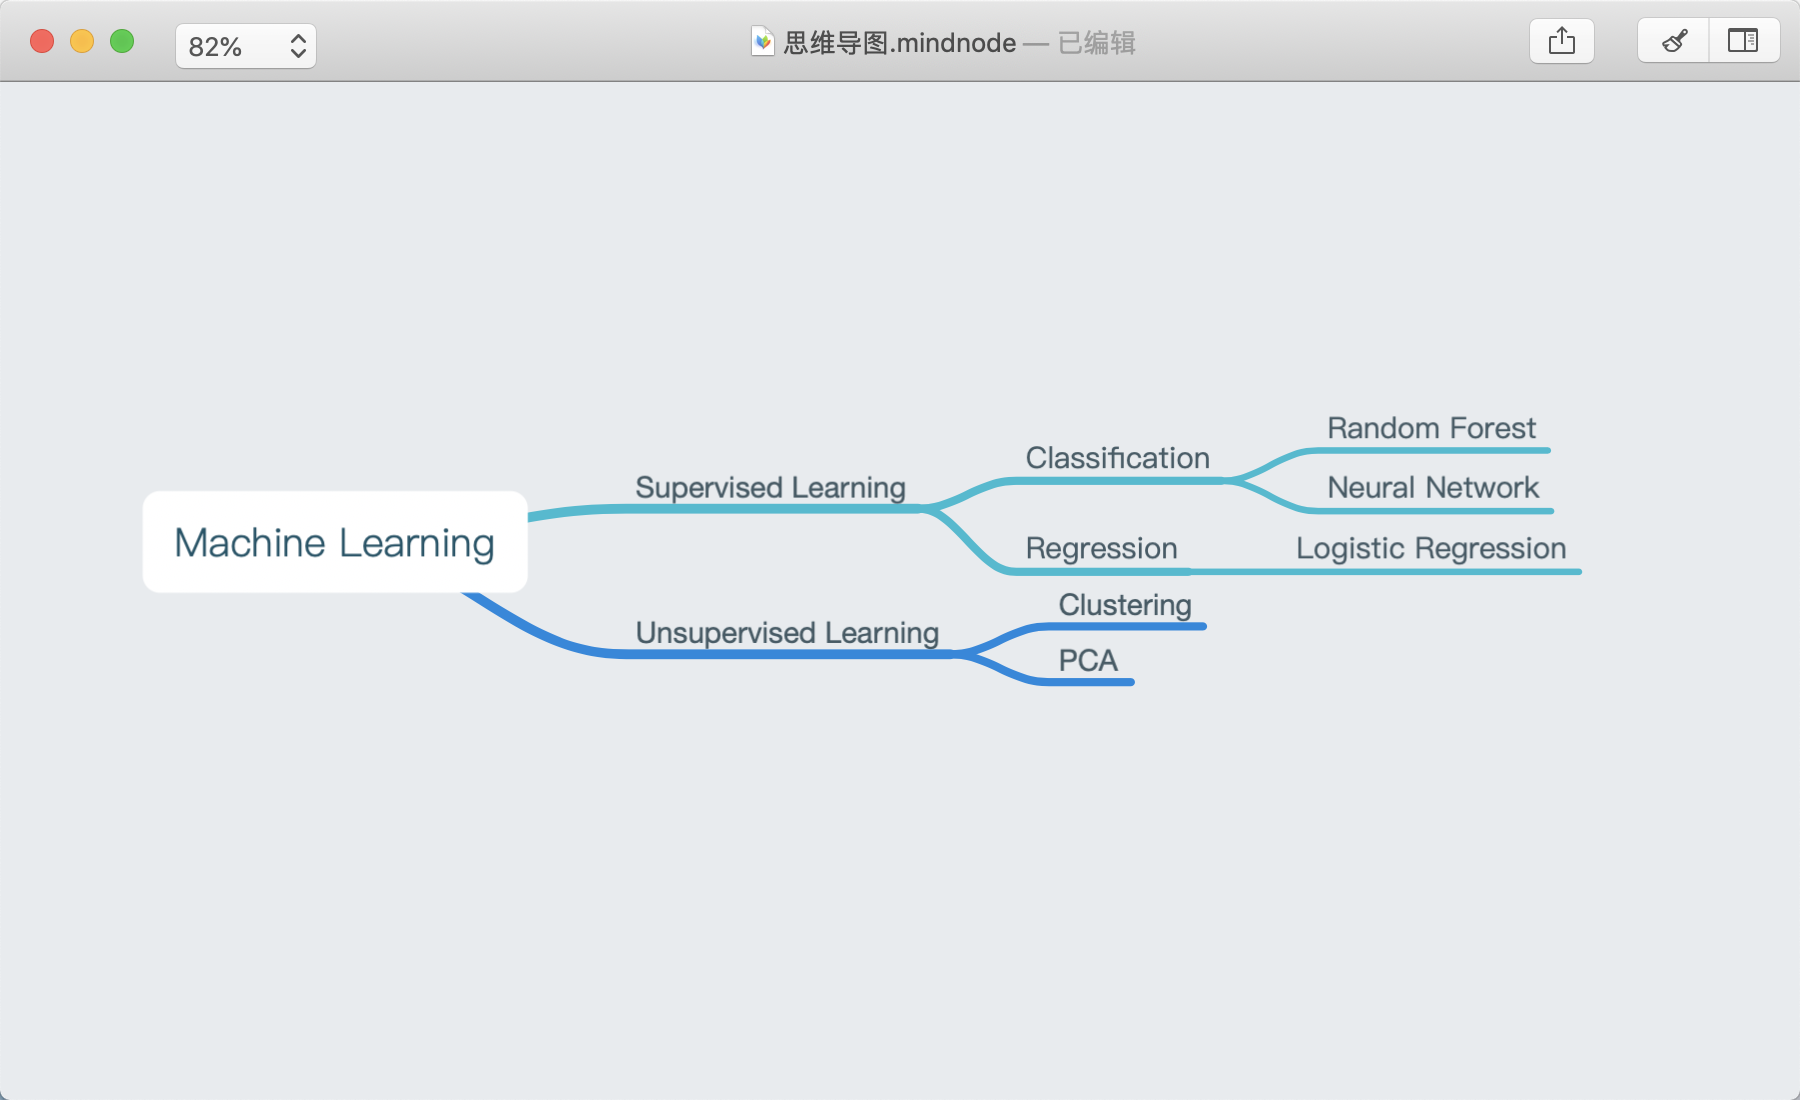 82%
思维导图.mindnode — 已编辑
Random Forest
Classification
Supervised Learning
Neural Network
Machine Learning
Regression
Logistic Regression
Clustering
Unsupervised Learning
PCA